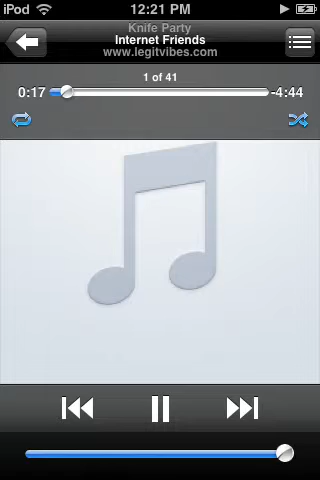 iPod 12:21 PM
Knife Party
Internet Friends
www.legitvibes.com
1 of 41
0:17 -4:44